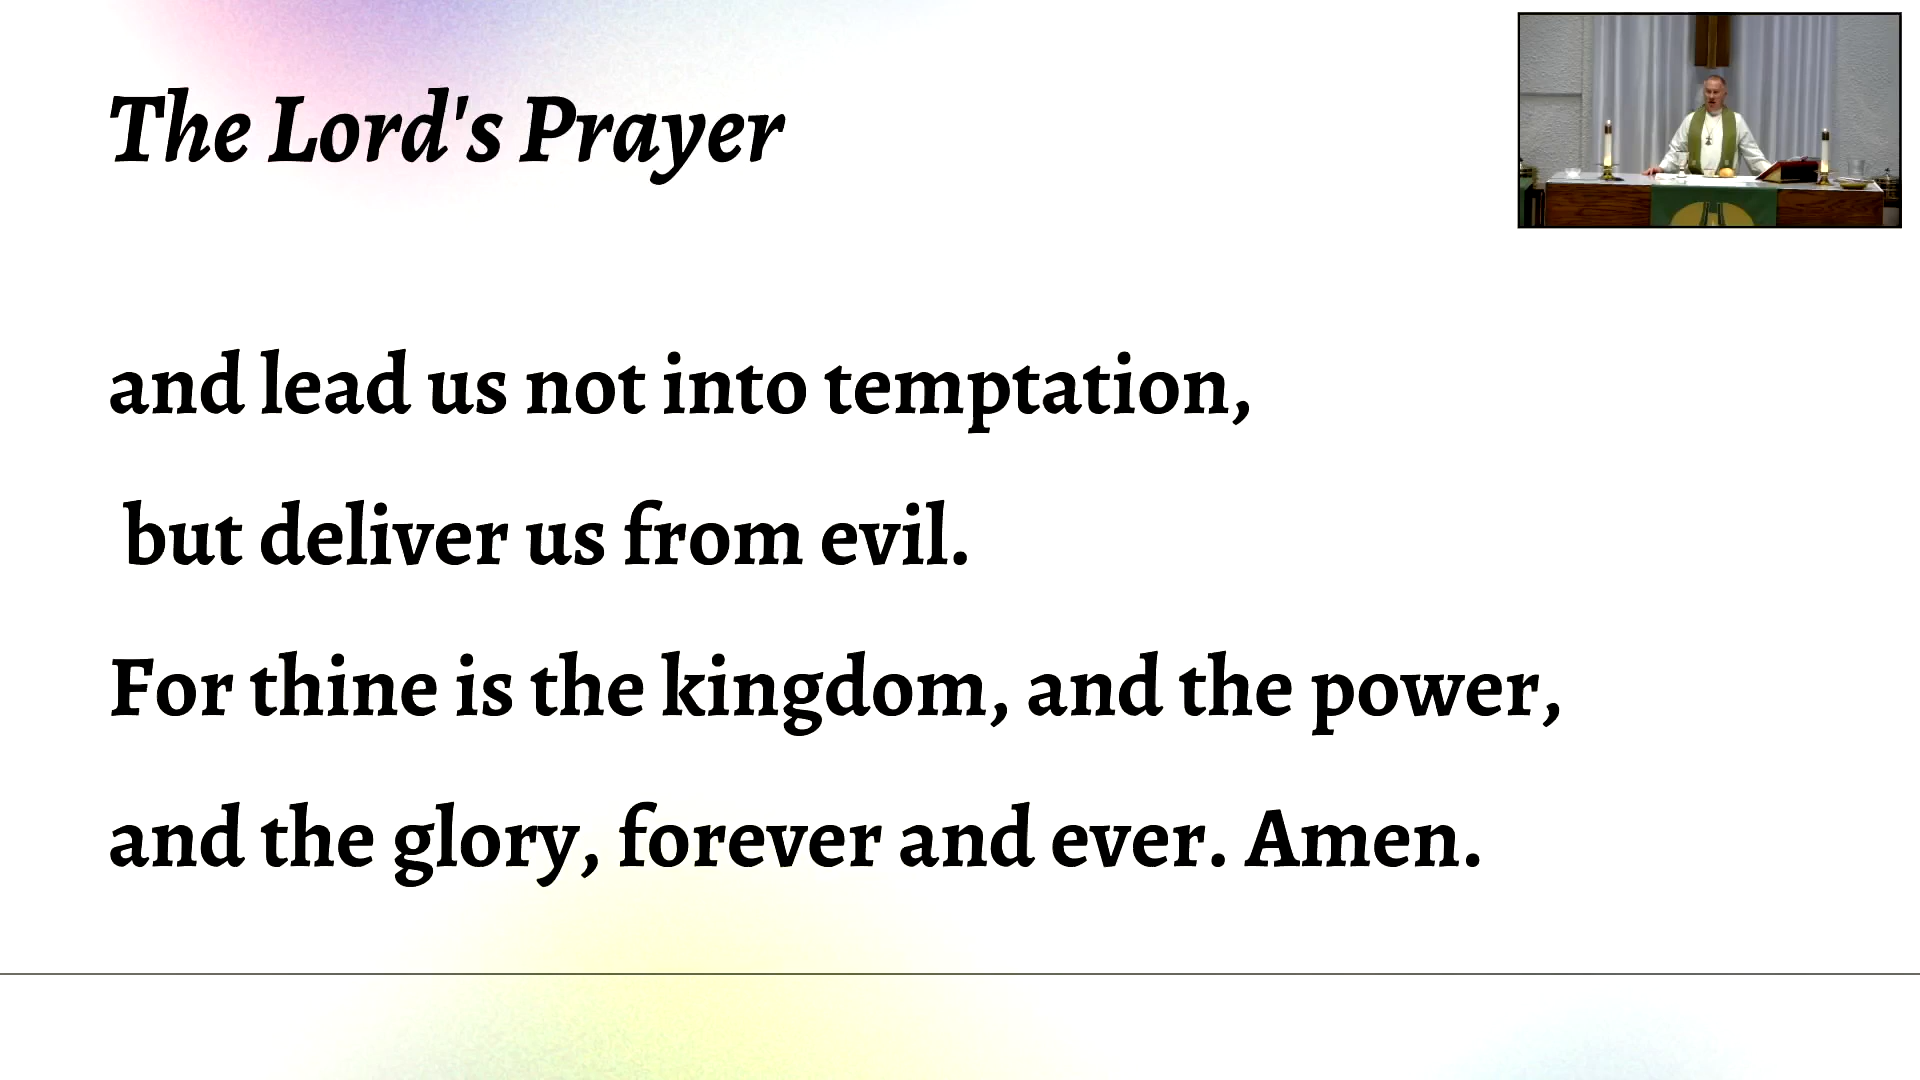 The Lord's Prayer
and lead us not into temptation,
but deliver us from evil.
For thine is the kingdom, and the power,
and the glory, forever and ever. Amen.